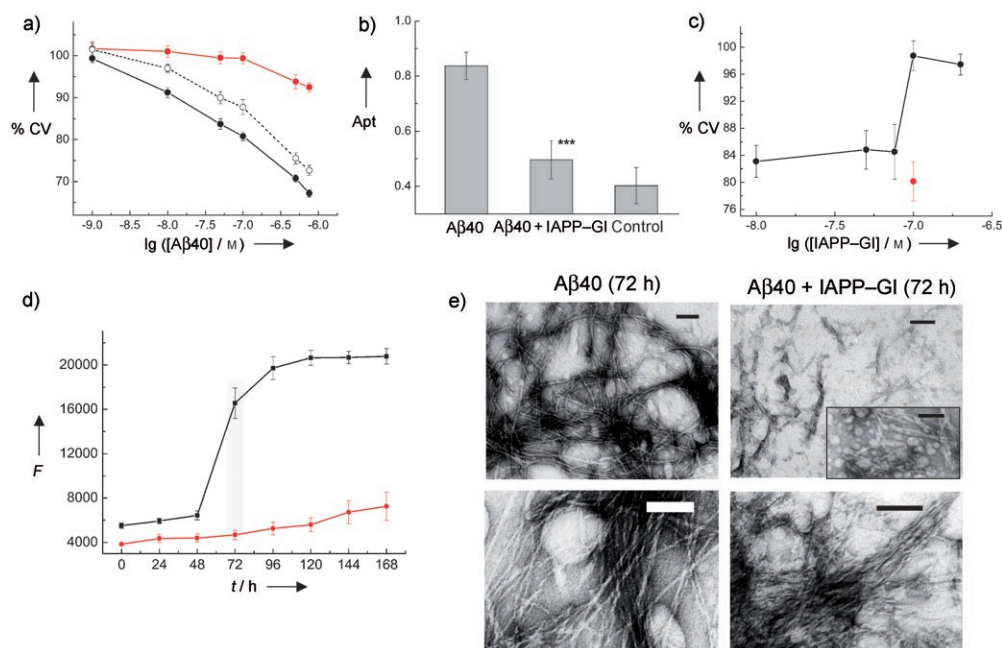 a)
100
90
80
70
% CV
-9.0 -8.5 -8.0 -7.5 -7.0 -6.5 -6.0
lg ([Aβ40] / M)
b)
0.8
0.6
0.4
Apt
***
Aβ40 Aβ40 + IAPP–GI Control
c)
100
96
92
88
84
80
76
% CV
-8.0 -7.5 -7.0 -6.5
lg ([IAPP–GI] / M)
d)
20000
16000
12000
8000
4000
F
0 24 48 72 96 120 144 168
t / h
e)
Aβ40 (72 h)
Aβ40 + IAPP–GI (72 h)